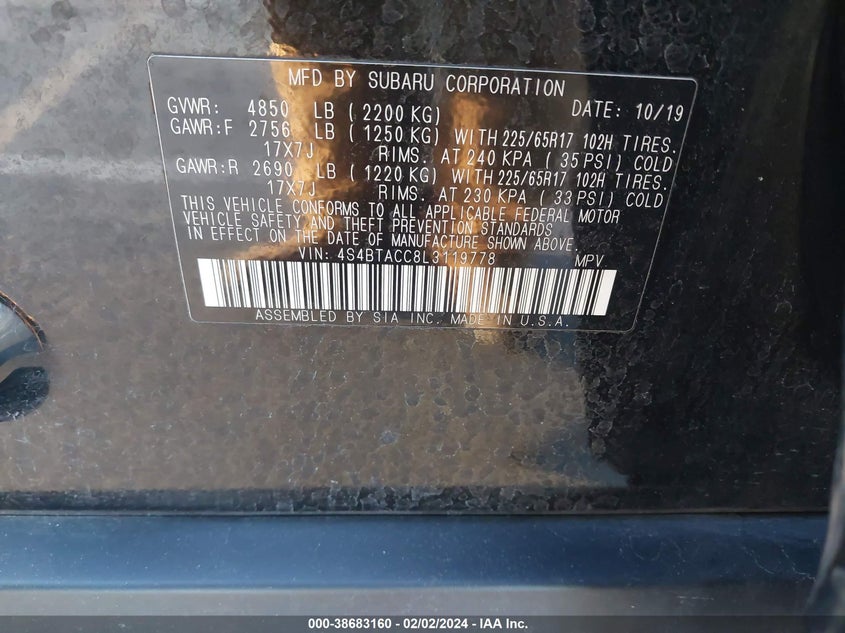 MFD BY SUBARU CORPORATION
GVWR: 4850 LB (2200 KG) DATE: 10/19
GAWR:F 2756 LB (1250 KG) WITH 225/65R17 102H TIRES.
17X7J RIMS. AT 240 KPA (35 PSI) COLD
GAWR:R 2690 LB (1220 KG) WITH 225/65R17 102H TIRES.
17X7J RIMS. AT 230 KPA (33 PSI) COLD
THIS VEHICLE CONFORMS TO ALL APPLICABLE FEDERAL MOTOR
VEHICLE SAFETY AND THEFT PREVENTION STANDARDS
IN EFFECT ON THE DATE OF MANUFACTURE SHOWN ABOVE.
VIN: 4S4BTACC8L3119778 MPV
ASSEMBLED BY SIA INC. MADE IN U.S.A.
000-38683160 - 02/02/2024 - IAA Inc.